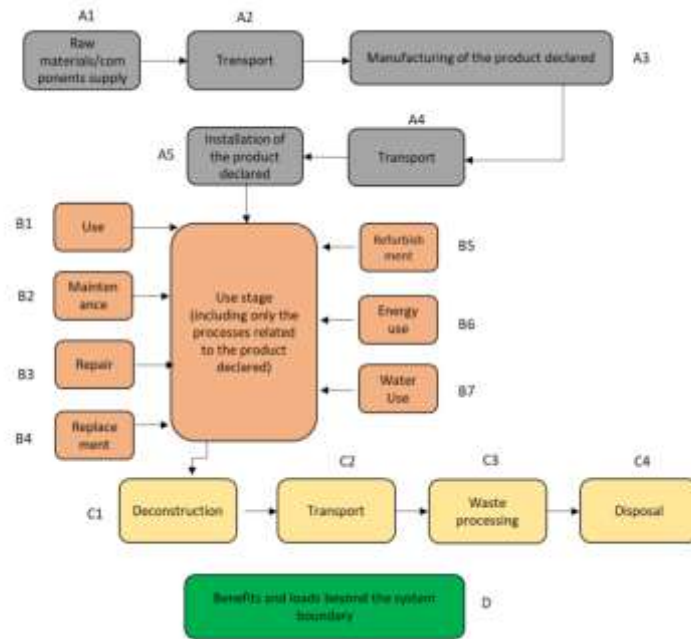 A1
A2
Raw
materials/com
ponents supply
Transport
Manufacturing of the product declared
A3
A4
A5
Installation of
the product
declared
Transport
B1
Use
Refurbish
ment
B5
B2
Mainten
ance
Use stage
(including only the
processes related
to the product
declared)
Energy
use
B6
B3
Repair
Water
Use
B7
B4
Replace
ment
C2
C3
C4
C1
Deconstruction
Transport
Waste
processing
Disposal
Benefits and loads beyond the system
boundary
D